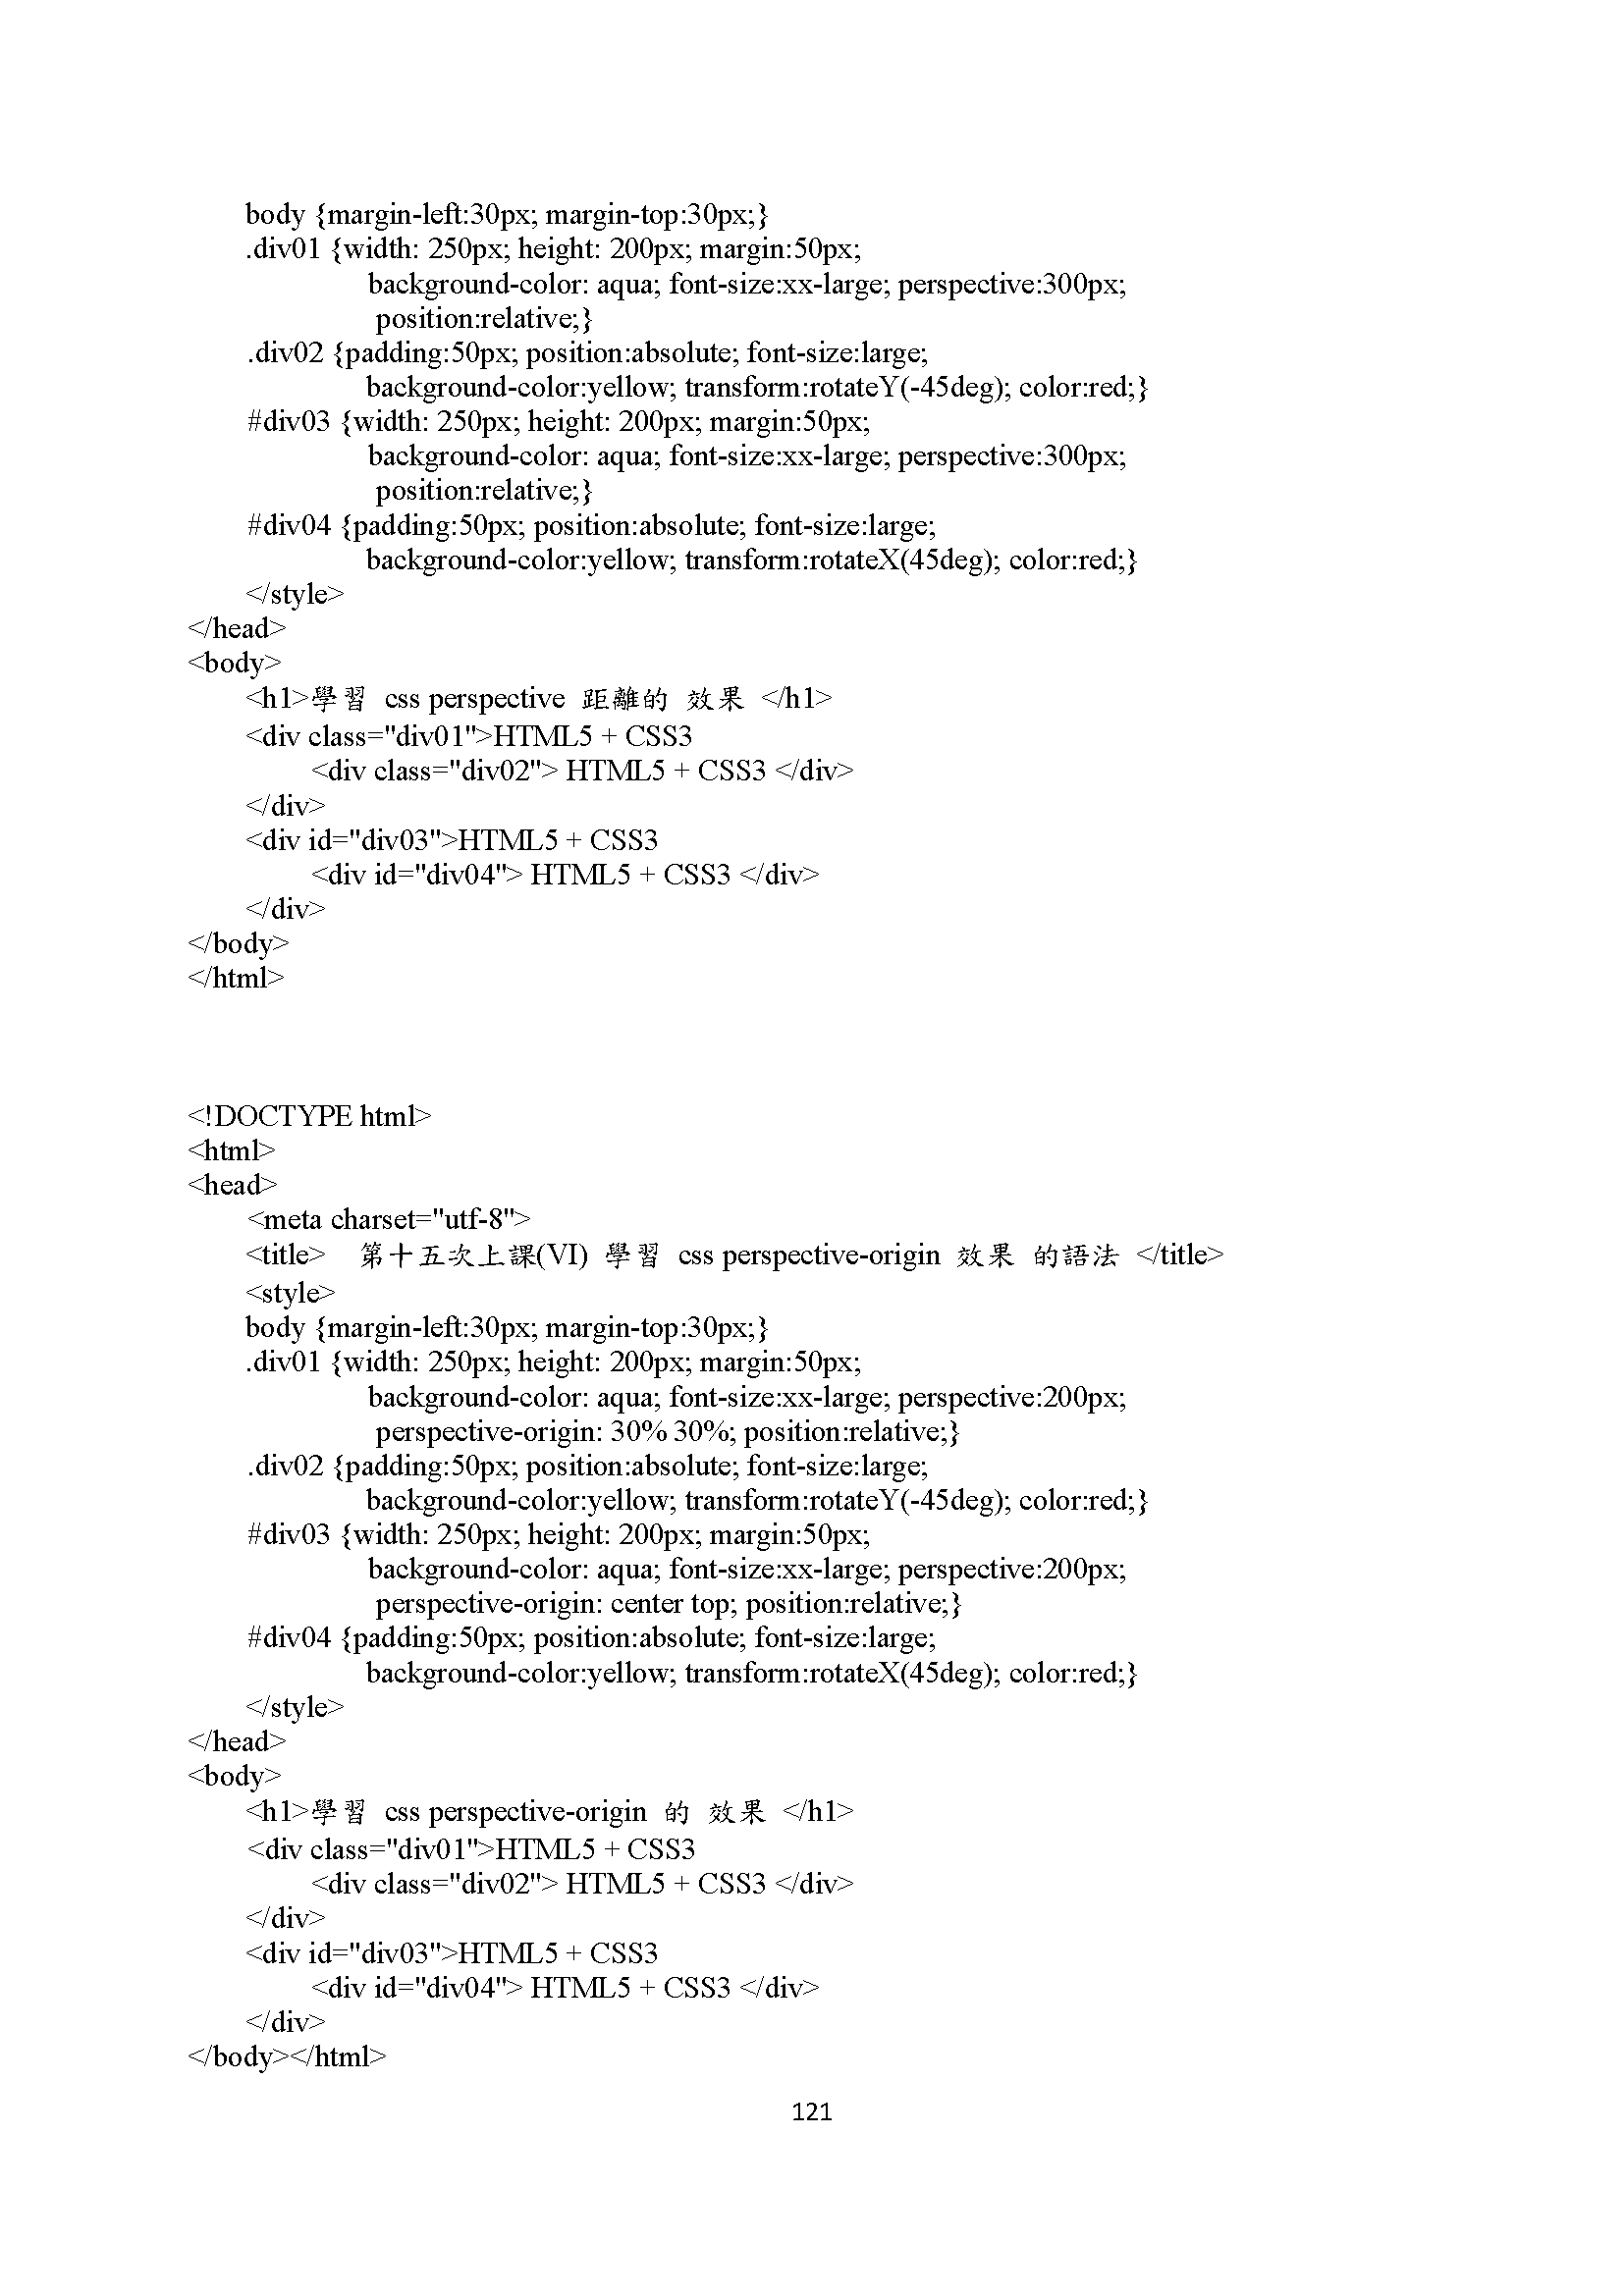 body {margin-left:30px; margin-top:30px;}
.div01 {width: 250px; height: 200px; margin:50px;
background-color: aqua; font-size:xx-large; perspective:300px;
position:relative;}
.div02 {padding:50px; position:absolute; font-size:large;
background-color:yellow; transform:rotateY(-45deg); color:red;}
#div03 {width: 250px; height: 200px; margin:50px;
background-color: aqua; font-size:xx-large; perspective:300px;
position:relative;}
#div04 {padding:50px; position:absolute; font-size:large;
background-color:yellow; transform:rotateX(45deg); color:red;}
</style>
</head>
<body>
<h1>學習 css perspective 距離的 效果 </h1>
<div class="div01">HTML5 + CSS3
<div class="div02"> HTML5 + CSS3 </div>
</div>
<div id="div03">HTML5 + CSS3
<div id="div04"> HTML5 + CSS3 </div>
</div>
</body>
</html>
<!DOCTYPE html>
<html>
<head>
<meta charset="utf-8">
<title> 第十五次上課(VI) 學習 css perspective-origin 效果 的語法 </title>
<style>
body {margin-left:30px; margin-top:30px;}
.div01 {width: 250px; height: 200px; margin:50px;
background-color: aqua; font-size:xx-large; perspective:200px;
perspective-origin: 30% 30%; position:relative;}
.div02 {padding:50px; position:absolute; font-size:large;
background-color:yellow; transform:rotateY(-45deg); color:red;}
#div03 {width: 250px; height: 200px; margin:50px;
background-color: aqua; font-size:xx-large; perspective:200px;
perspective-origin: center top; position:relative;}
#div04 {padding:50px; position:absolute; font-size:large;
background-color:yellow; transform:rotateX(45deg); color:red;}
</style>
</head>
<body>
<h1>學習 css perspective-origin 的 效果 </h1>
<div class="div01">HTML5 + CSS3
<div class="div02"> HTML5 + CSS3 </div>
</div>
<div id="div03">HTML5 + CSS3
<div id="div04"> HTML5 + CSS3 </div>
</div>
</body></html>
121